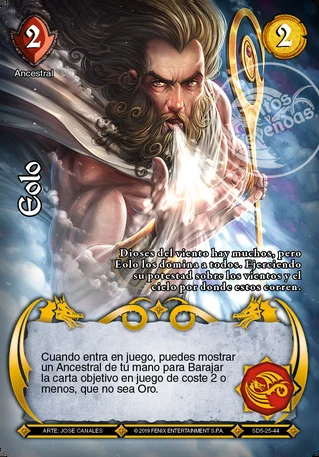 2
2
Ancestral
Mitos y
Leyendas
Eolo
Dioses del viento hay muchos, pero
Eolo los domina a todos. Ejerciendo
su potestad sobre los vientos y el
cielo por donde estos corren.
Cuando entra en juego, puedes mostrar
un Ancestral de tu mano para Barajar
la carta objetivo en juego de coste 2 o
menos, que no sea Oro.
ARTE: JOSE CANALES
© 2019 FENIX ENTERTAINMENT S.P.A.
SD5-25-44